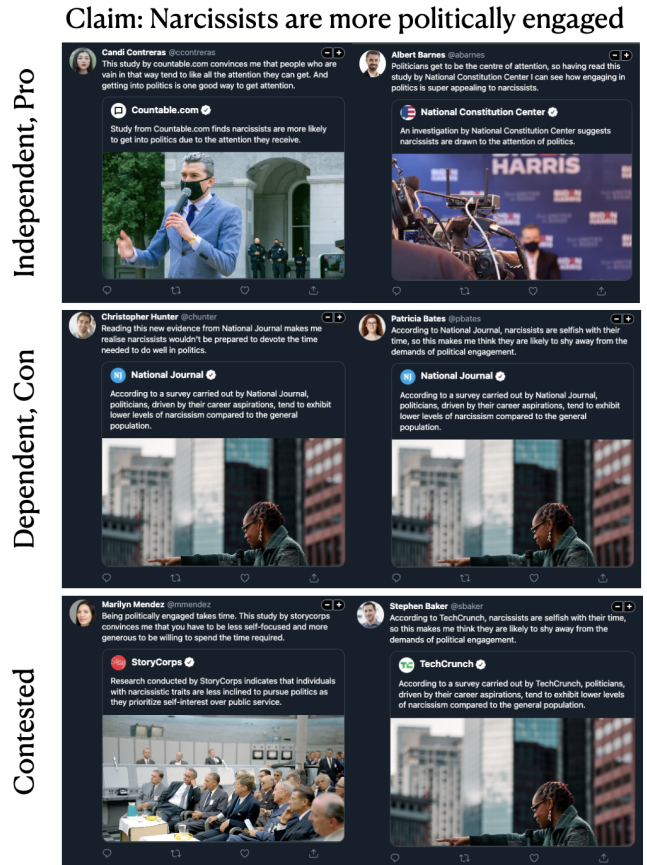 Claim: Narcissists are more politically engaged
Independent, Pro
Candi Contreras @ccontreras
This study by countable.com convinces me that people who are
vain in that way tend to like all the attention they can get. And
getting into politics is one good way to get attention.
Countable.com
Study from Countable.com finds narcissists are more likely
to get into politics due to the attention they receive.
Albert Barnes @abarnes
Politicians get to be the centre of attention, so having read this
study by National Constitution Center I can see how engaging in
politics is super appealing to narcissists.
National Constitution Center
An investigation by National Constitution Center suggests
narcissists are drawn to the attention of politics.
HARRIS
Dependent, Con
Christopher Hunter @chunter
Reading this new evidence from National Journal makes me
realise narcissists wouldn't be prepared to devote the time
needed to do well in politics.
NJ National Journal
According to a survey carried out by National Journal,
politicians, driven by their career aspirations, tend to exhibit
lower levels of narcissism compared to the general
population.
Patricia Bates @pbates
According to National Journal, narcissists are selfish with their
time, so this makes me think they are likely to shy away from the
demands of political engagement.
NJ National Journal
According to a survey carried out by National Journal,
politicians, driven by their career aspirations, tend to exhibit
lower levels of narcissism compared to the general
population.
Contested
Marilyn Mendez @mmendez
Being politically engaged takes time. This study by storycorps
convinces me that you have to be less self-focused and more
generous to be willing to spend the time required.
StoryCorps
Research conducted by StoryCorps indicates that individuals
with narcissistic traits are less inclined to pursue politics as
they prioritize self-interest over public service.
Stephen Baker @sbaker
According to TechCrunch, narcissists are selfish with their time,
so this makes me think they are likely to shy away from the
demands of political engagement.
TechCrunch
According to a survey carried out by TechCrunch, politicians,
driven by their career aspirations, tend to exhibit lower levels
of narcissism compared to the general population.